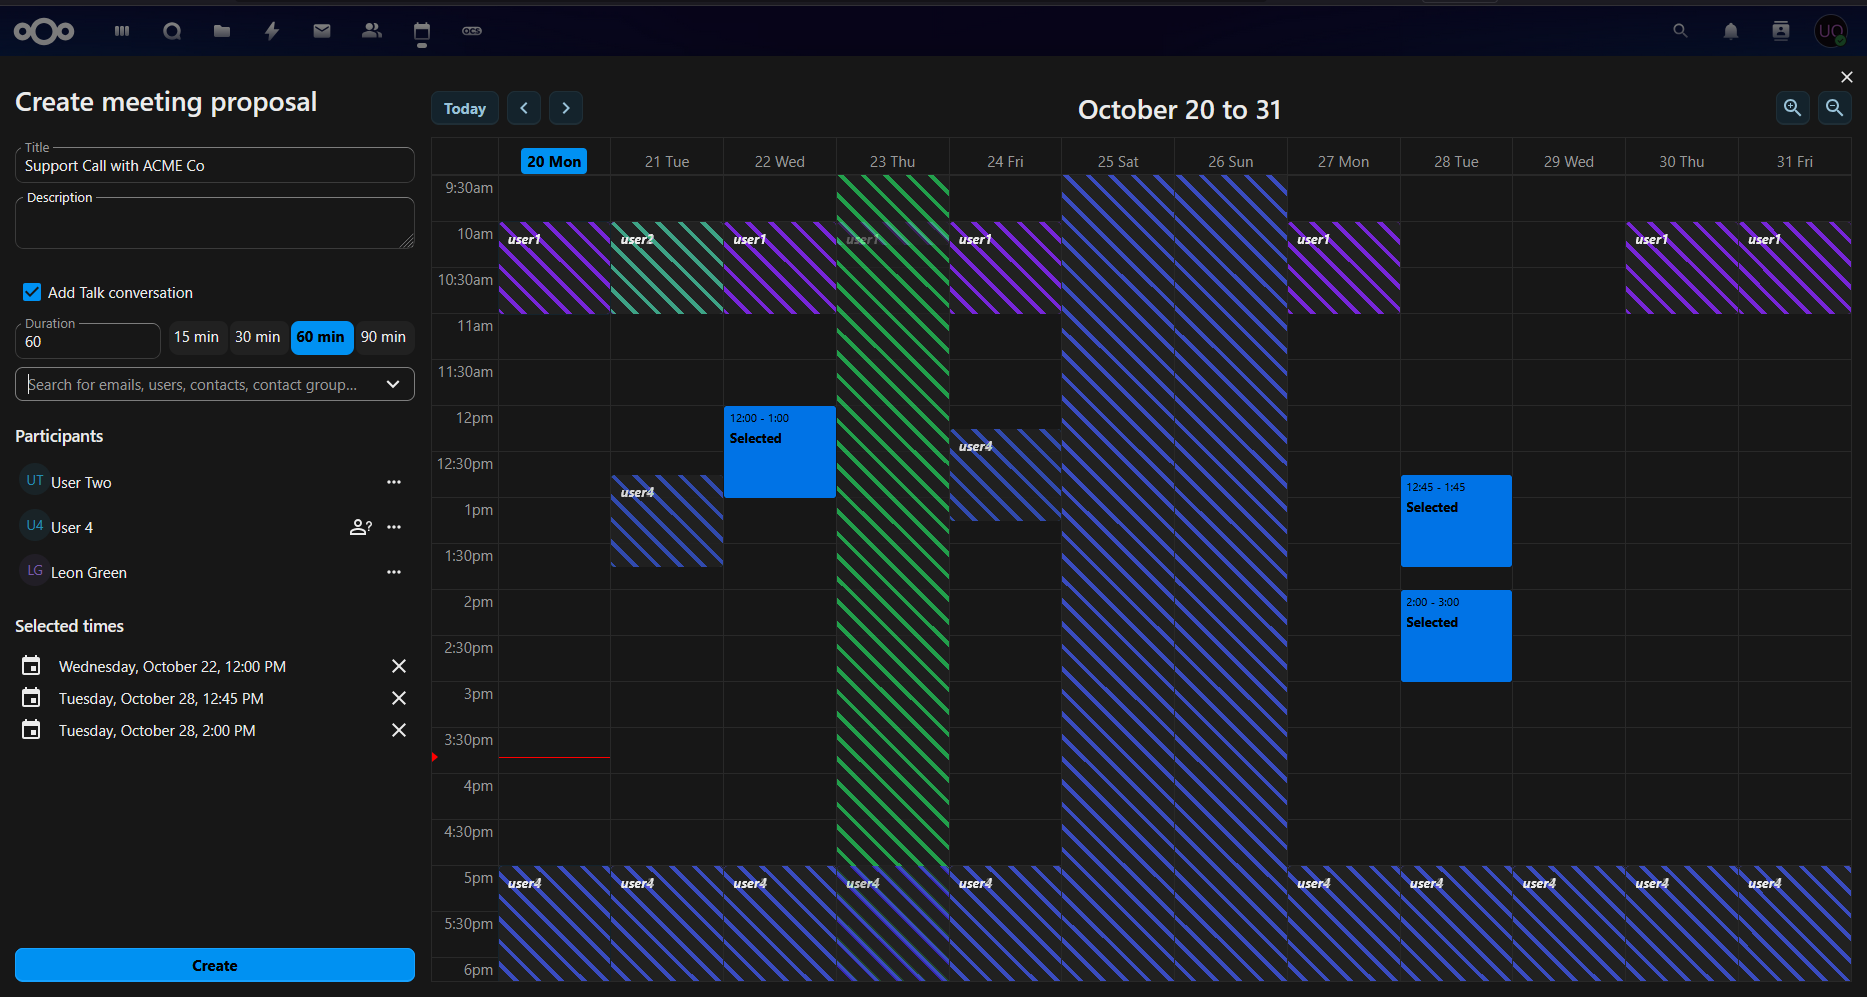 UO
Create meeting proposal
Title
Support Call with ACME Co
Description
Add Talk conversation
Duration
60
15 min
30 min
60 min
90 min
Search for emails, users, contacts, contact group...
Participants
UT User Two
U4 User 4
LG Leon Green
Selected times
Wednesday, October 22, 12:00 PM
Tuesday, October 28, 12:45 PM
Tuesday, October 28, 2:00 PM
Create
Today
October 20 to 31
20 Mon 21 Tue 22 Wed 23 Thu 24 Fri 25 Sat 26 Sun 27 Mon 28 Tue 29 Wed 30 Thu 31 Fri
9:30am
10am
user1 user2 user1 user1 user1 user1 user1 user1
10:30am
11am
11:30am
12pm
12:00 - 1:00
Selected
user4
12:30pm
12:45 - 1:45
user4
Selected
1pm
1:30pm
2pm
2:00 - 3:00
Selected
2:30pm
3pm
3:30pm
4pm
4:30pm
5pm
user4 user4 user4 user4 user4 user4 user4 user4 user4 user4
5:30pm
6pm